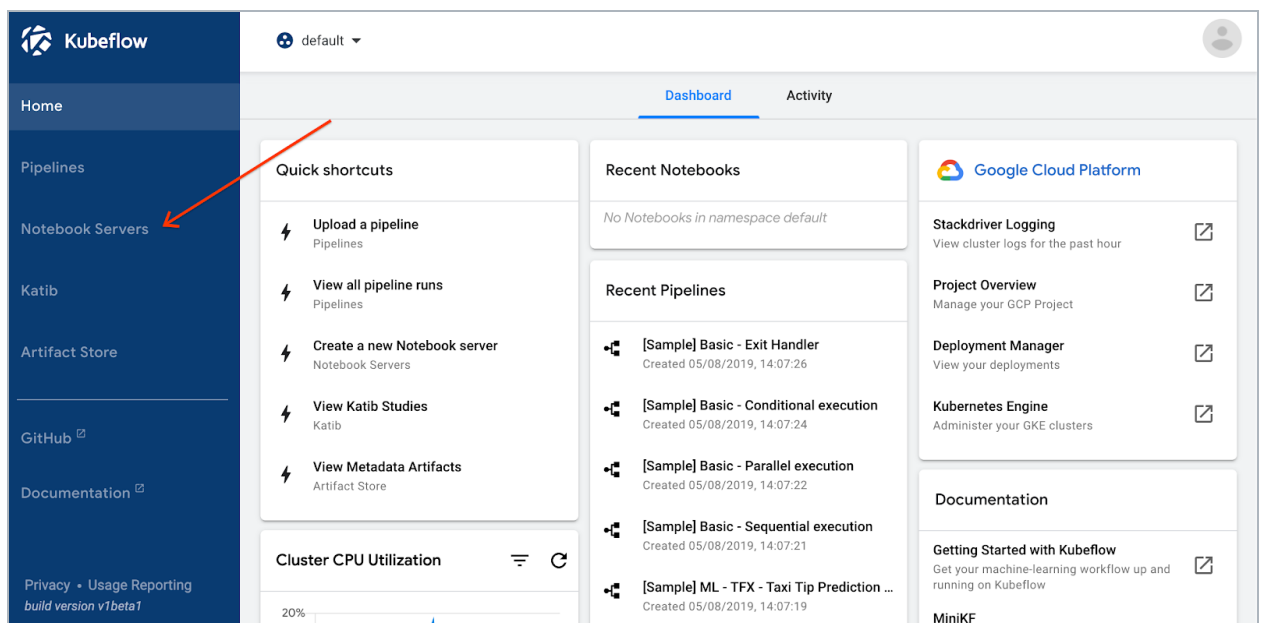 Kubeflow
default
Home
Pipelines
Notebook Servers
Katib
Artifact Store
GitHub
Documentation
Privacy • Usage Reporting
build version v1beta1
Dashboard
Activity
Quick shortcuts
Upload a pipeline
Pipelines
View all pipeline runs
Pipelines
Create a new Notebook server
Notebook Servers
View Katib Studies
Katib
View Metadata Artifacts
Artifact Store
Cluster CPU Utilization
20%
Recent Notebooks
No Notebooks in namespace default
Recent Pipelines
[Sample] Basic - Exit Handler
Created 05/08/2019, 14:07:26
[Sample] Basic - Conditional execution
Created 05/08/2019, 14:07:24
[Sample] Basic - Parallel execution
Created 05/08/2019, 14:07:22
[Sample] Basic - Sequential execution
Created 05/08/2019, 14:07:21
[Sample] ML - TFX - Taxi Tip Prediction ...
Created 05/08/2019, 14:07:19
Google Cloud Platform
Stackdriver Logging
View cluster logs for the past hour
Project Overview
Manage your GCP Project
Deployment Manager
View your deployments
Kubernetes Engine
Administer your GKE clusters
Documentation
Getting Started with Kubeflow
Get your machine-learning workflow up and
running on Kubeflow
MiniKF